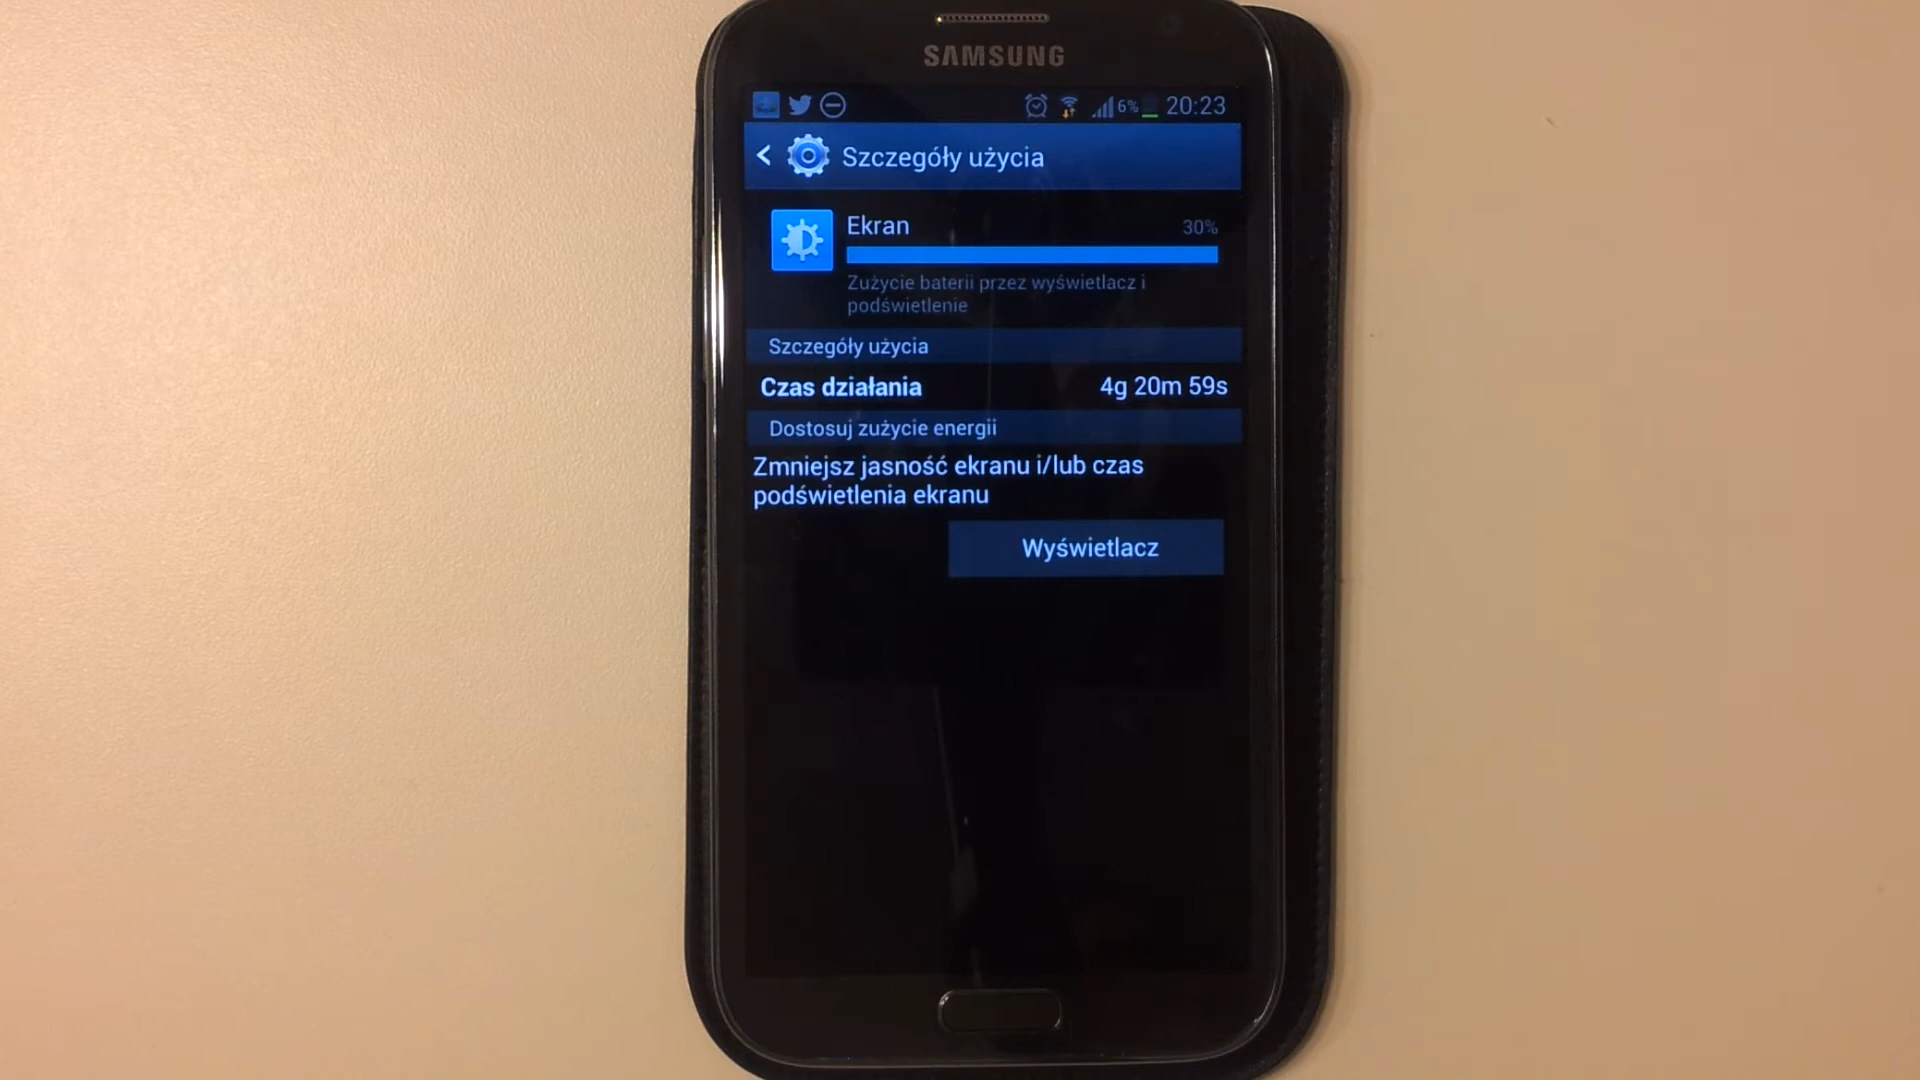 SAMSUNG
6% 20:23
Szczegóły użycia
Ekran 30%
Zużycie baterii przez wyświetlacz i
podświetlenie
Szczegóły użycia
Czas działania 4g 20m 59s
Dostosuj zużycie energii
Zmniejsz jasność ekranu i/lub czas
podświetlenia ekranu
Wyświetlacz